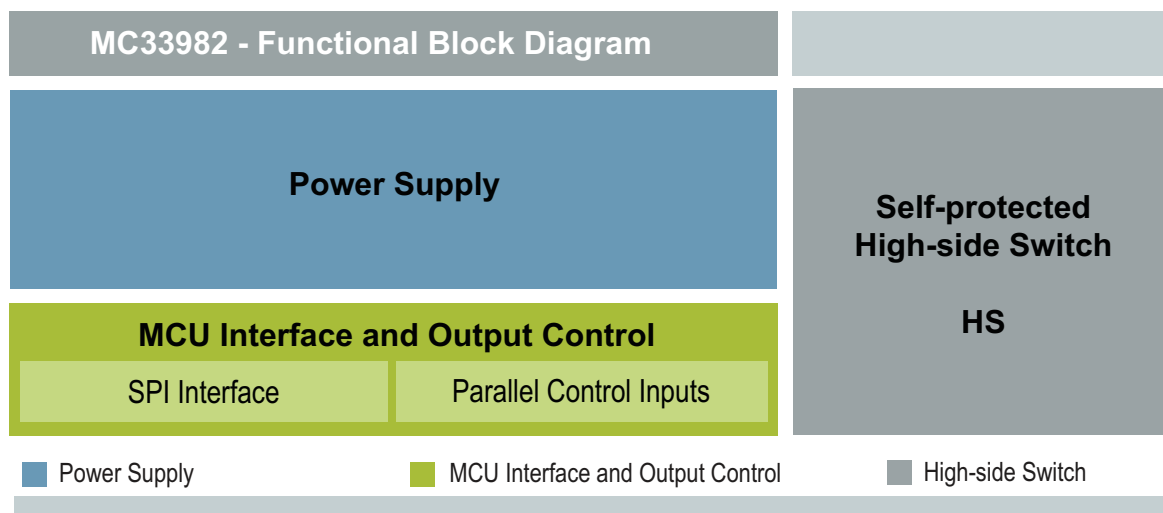 MC33982 - Functional Block Diagram
Power Supply
MCU Interface and Output Control
SPI Interface
Parallel Control Inputs
Self-protected
High-side Switch
HS
Power Supply
MCU Interface and Output Control
High-side Switch